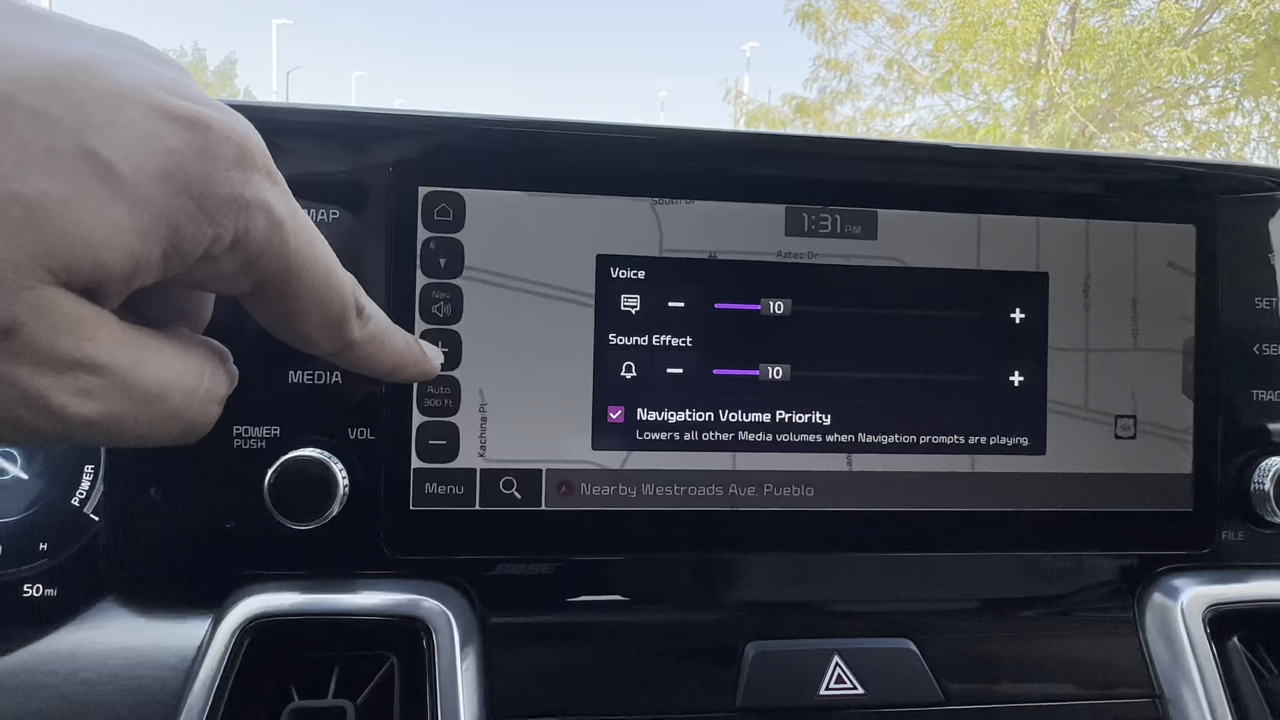 MAP
South Dr
1:31 PM
Aztec Dr
Voice
Nav
10
Sound Effect
MEDIA
Auto
300 ft
10
Navigation Volume Priority
Lowers all other Media volumes when Navigation prompts are playing.
Kachina Pl
POWER
PUSH
VOL
Menu
Nearby Westroads Ave, Pueblo
SET
< SE
TRAC
FILE
POWER
H
50 mi
BOSE